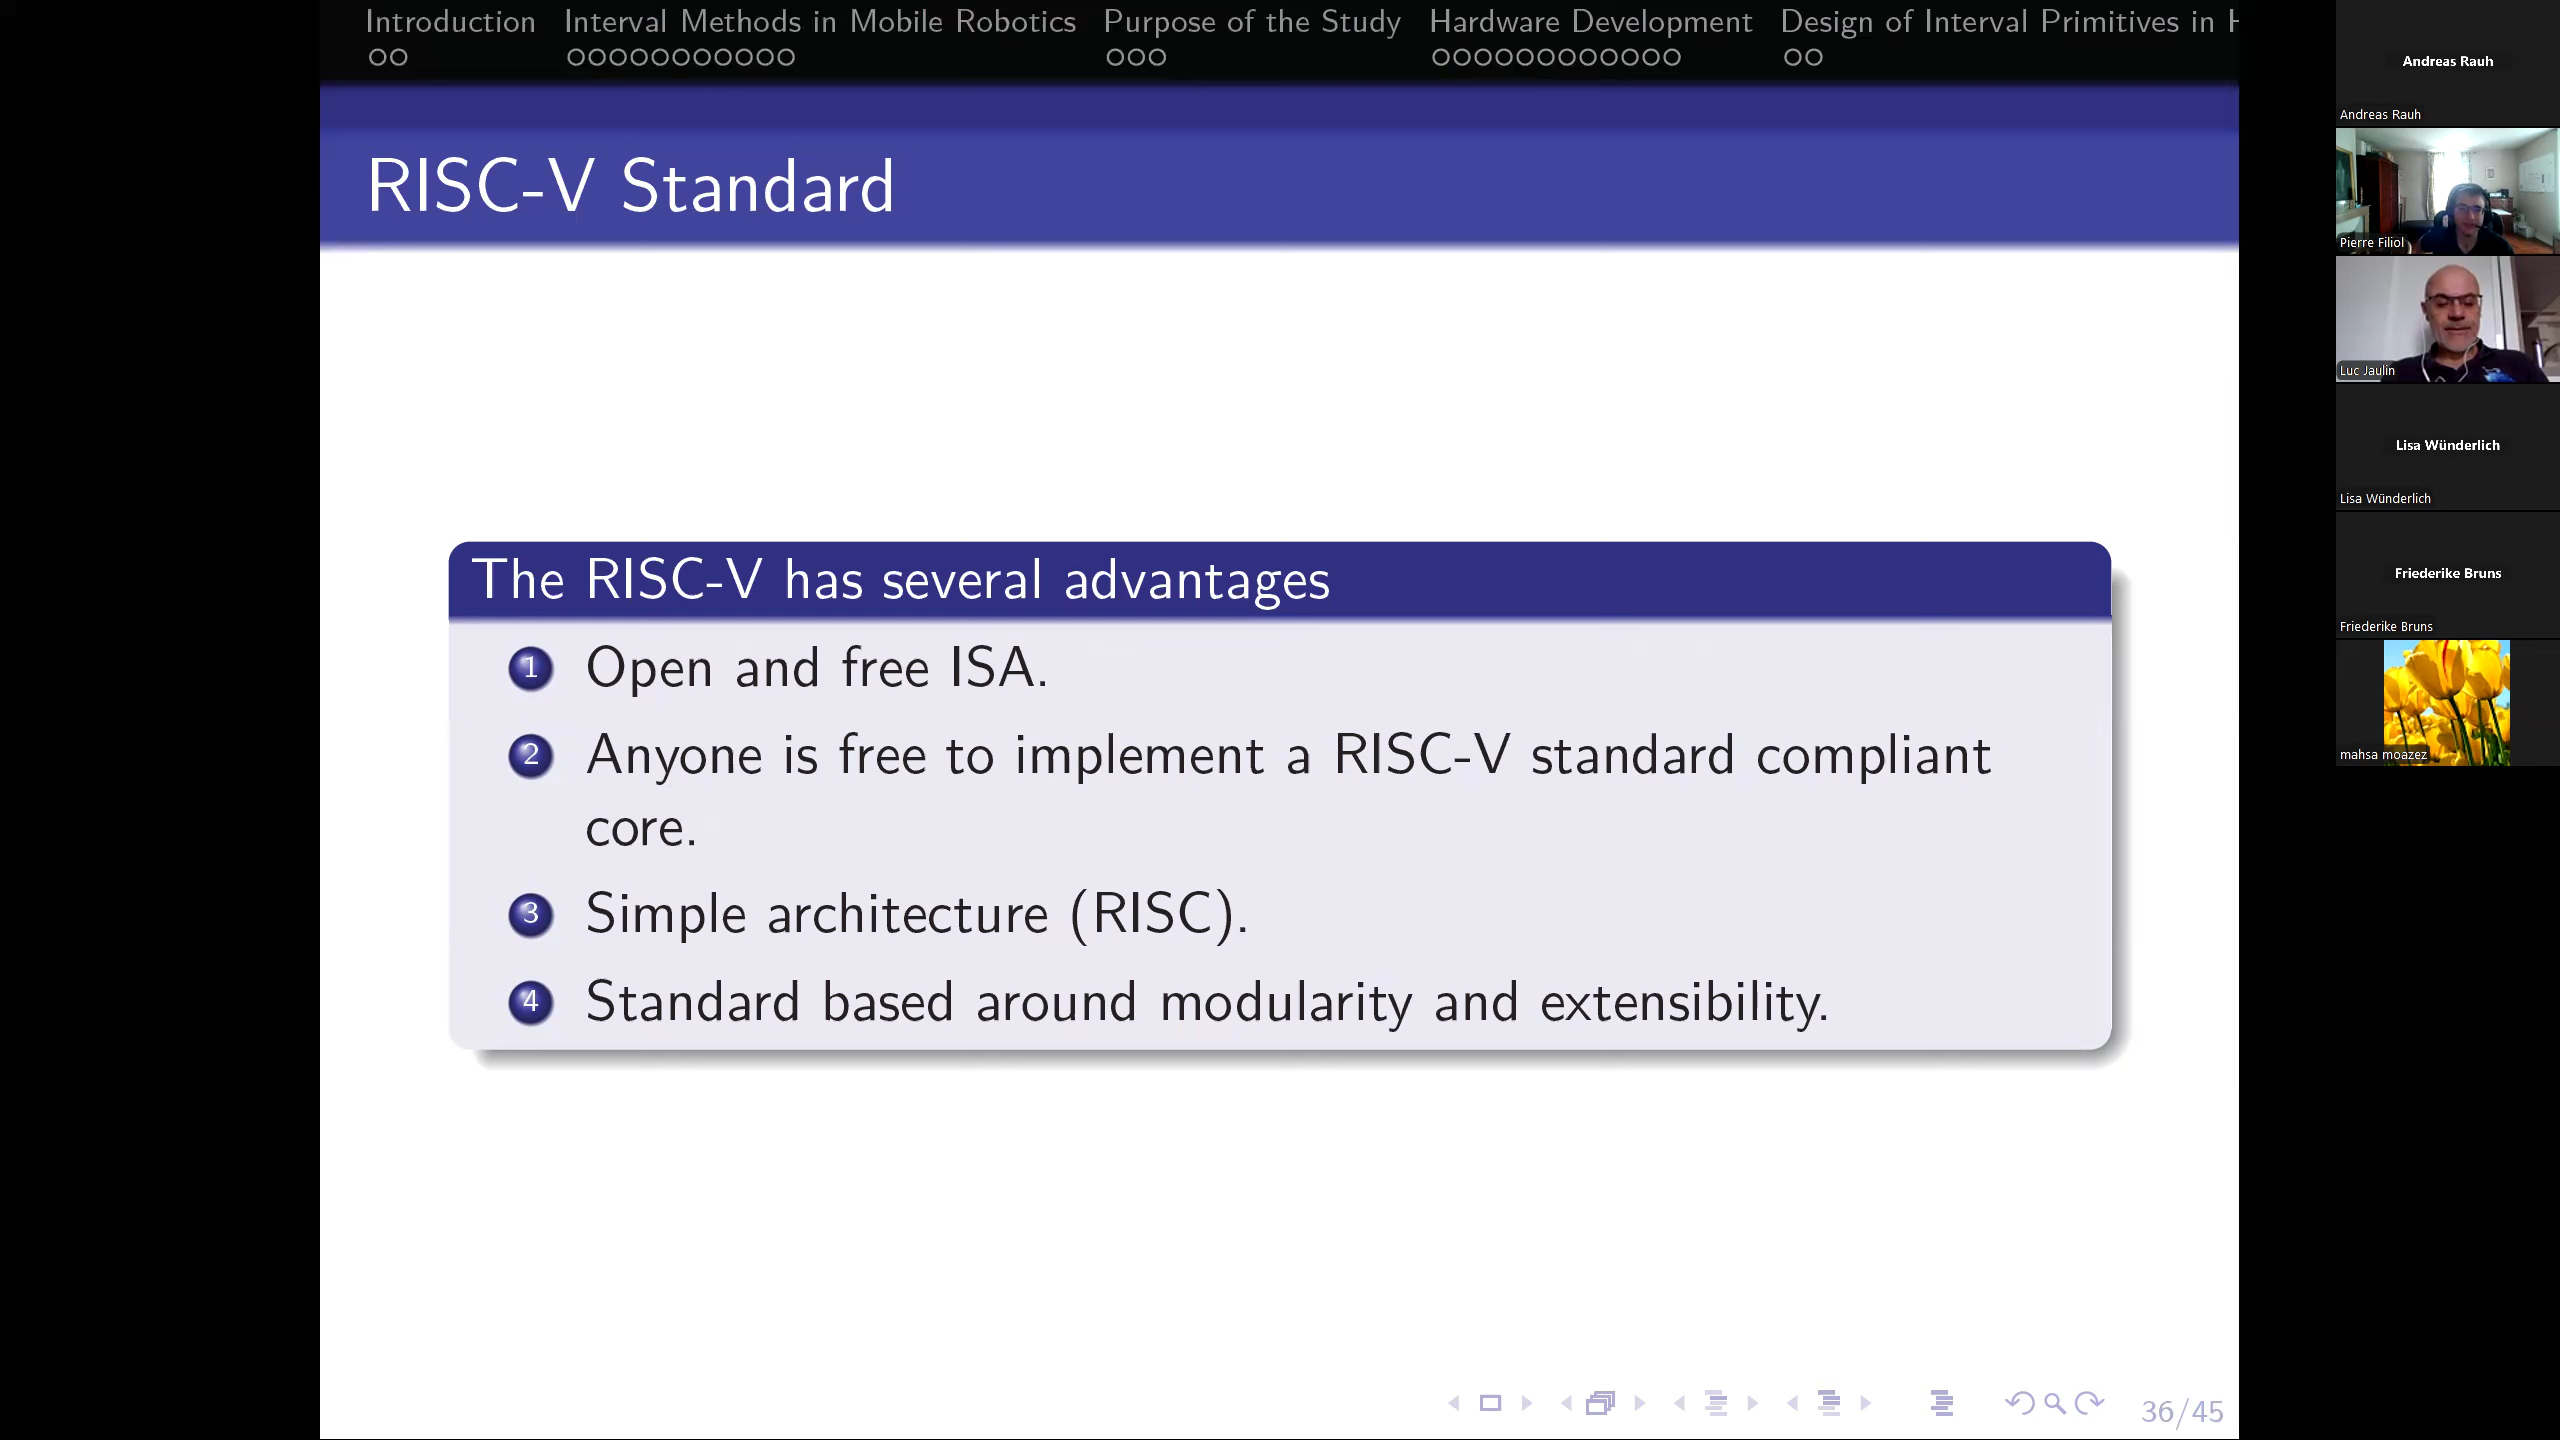 Introduction Interval Methods in Mobile Robotics Purpose of the Study Hardware Development Design of Interval Primitives in H
RISC-V Standard
The RISC-V has several advantages
1 Open and free ISA.
2 Anyone is free to implement a RISC-V standard compliant
core.
3 Simple architecture (RISC).
4 Standard based around modularity and extensibility.
36/45
Andreas Rauh
Andreas Rauh
Pierre Filiol
Luc Jaulin
Lisa Wünderlich
Lisa Wünderlich
Friederike Bruns
Friederike Bruns
mahsa moazez